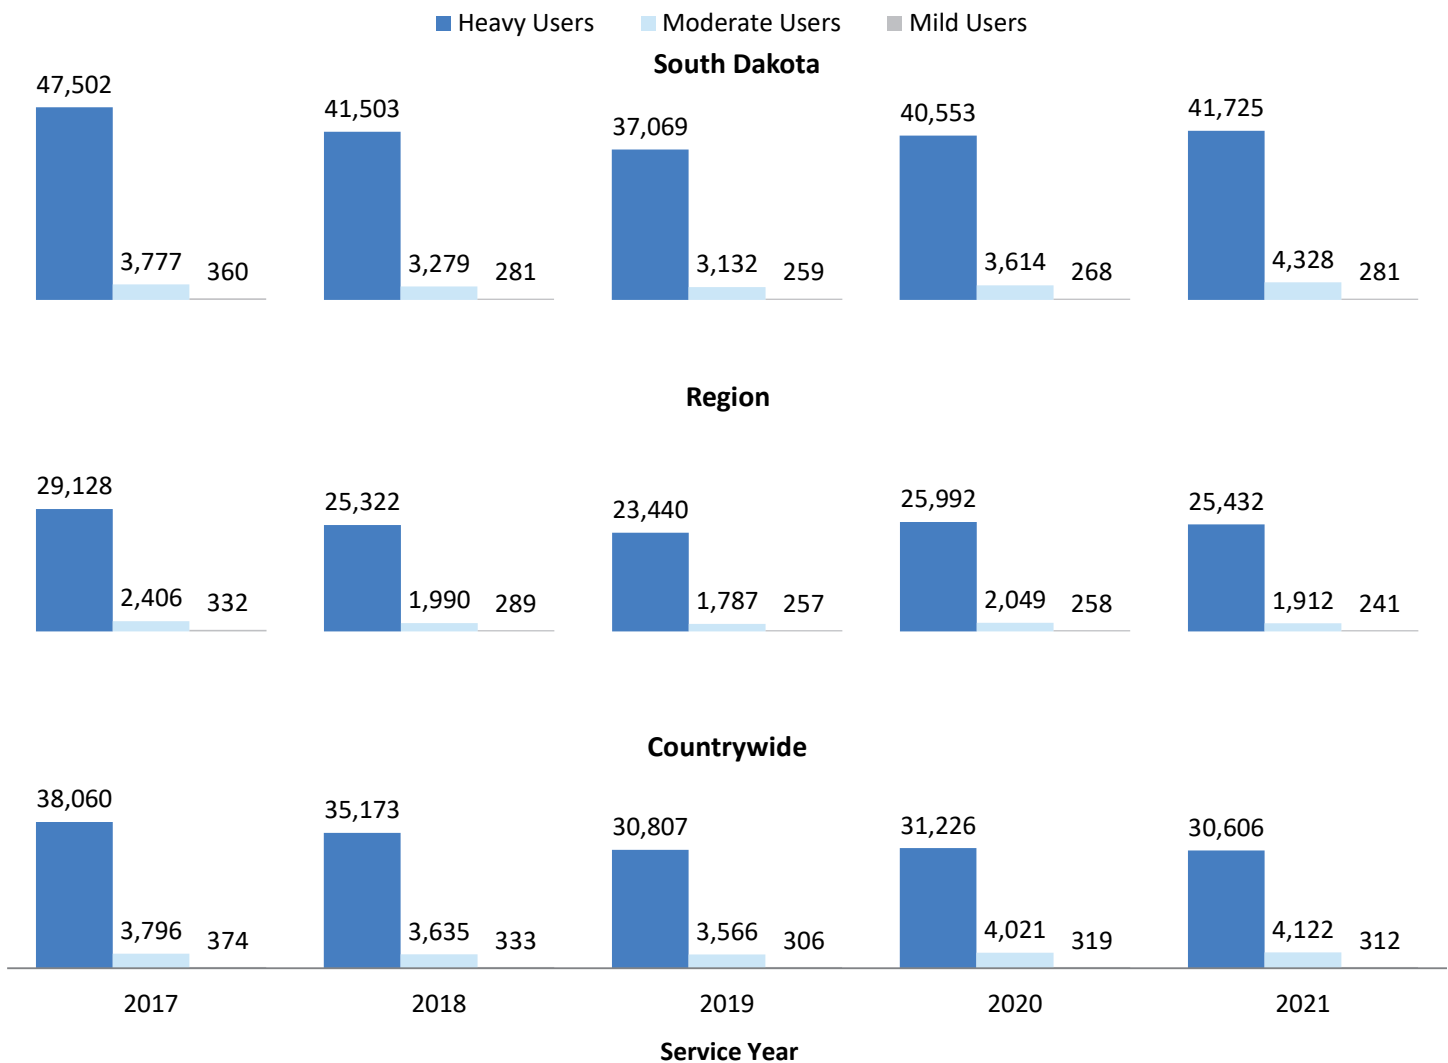 Heavy Users Moderate Users Mild Users
South Dakota
47,502 41,503 37,069 40,553 41,725
3,777 360 3,279 281 3,132 259 3,614 268 4,328 281
Region
29,128 25,322 23,440 25,992 25,432
2,406 332 1,990 289 1,787 257 2,049 258 1,912 241
Countrywide
38,060 35,173 30,807 31,226 30,606
3,796 374 3,635 333 3,566 306 4,021 319 4,122 312
2017 2018 2019 2020 2021
Service Year